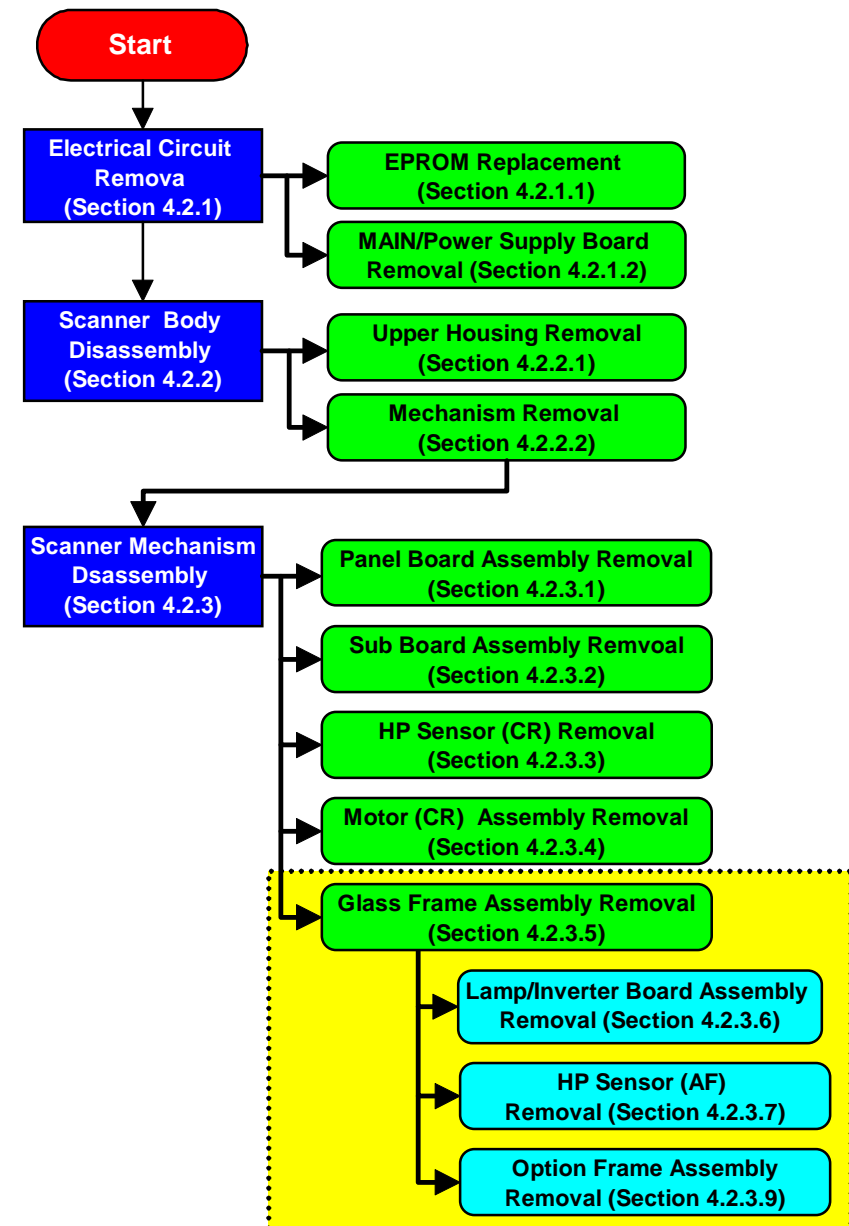 Start
Electrical Circuit
Remova
(Section 4.2.1)
EPROM Replacement
(Section 4.2.1.1)
MAIN/Power Supply Board
Removal (Section 4.2.1.2)
Scanner Body
Disassembly
(Section 4.2.2)
Upper Housing Removal
(Section 4.2.2.1)
Mechanism Removal
(Section 4.2.2.2)
Scanner Mechanism
Dsassembly
(Section 4.2.3)
Panel Board Assembly Removal
(Section 4.2.3.1)
Sub Board Assembly Remvoal
(Section 4.2.3.2)
HP Sensor (CR) Removal
(Section 4.2.3.3)
Motor (CR) Assembly Removal
(Section 4.2.3.4)
Glass Frame Assembly Removal
(Section 4.2.3.5)
Lamp/Inverter Board Assembly
Removal (Section 4.2.3.6)
HP Sensor (AF)
Removal (Section 4.2.3.7)
Option Frame Assembly
Removal (Section 4.2.3.9)